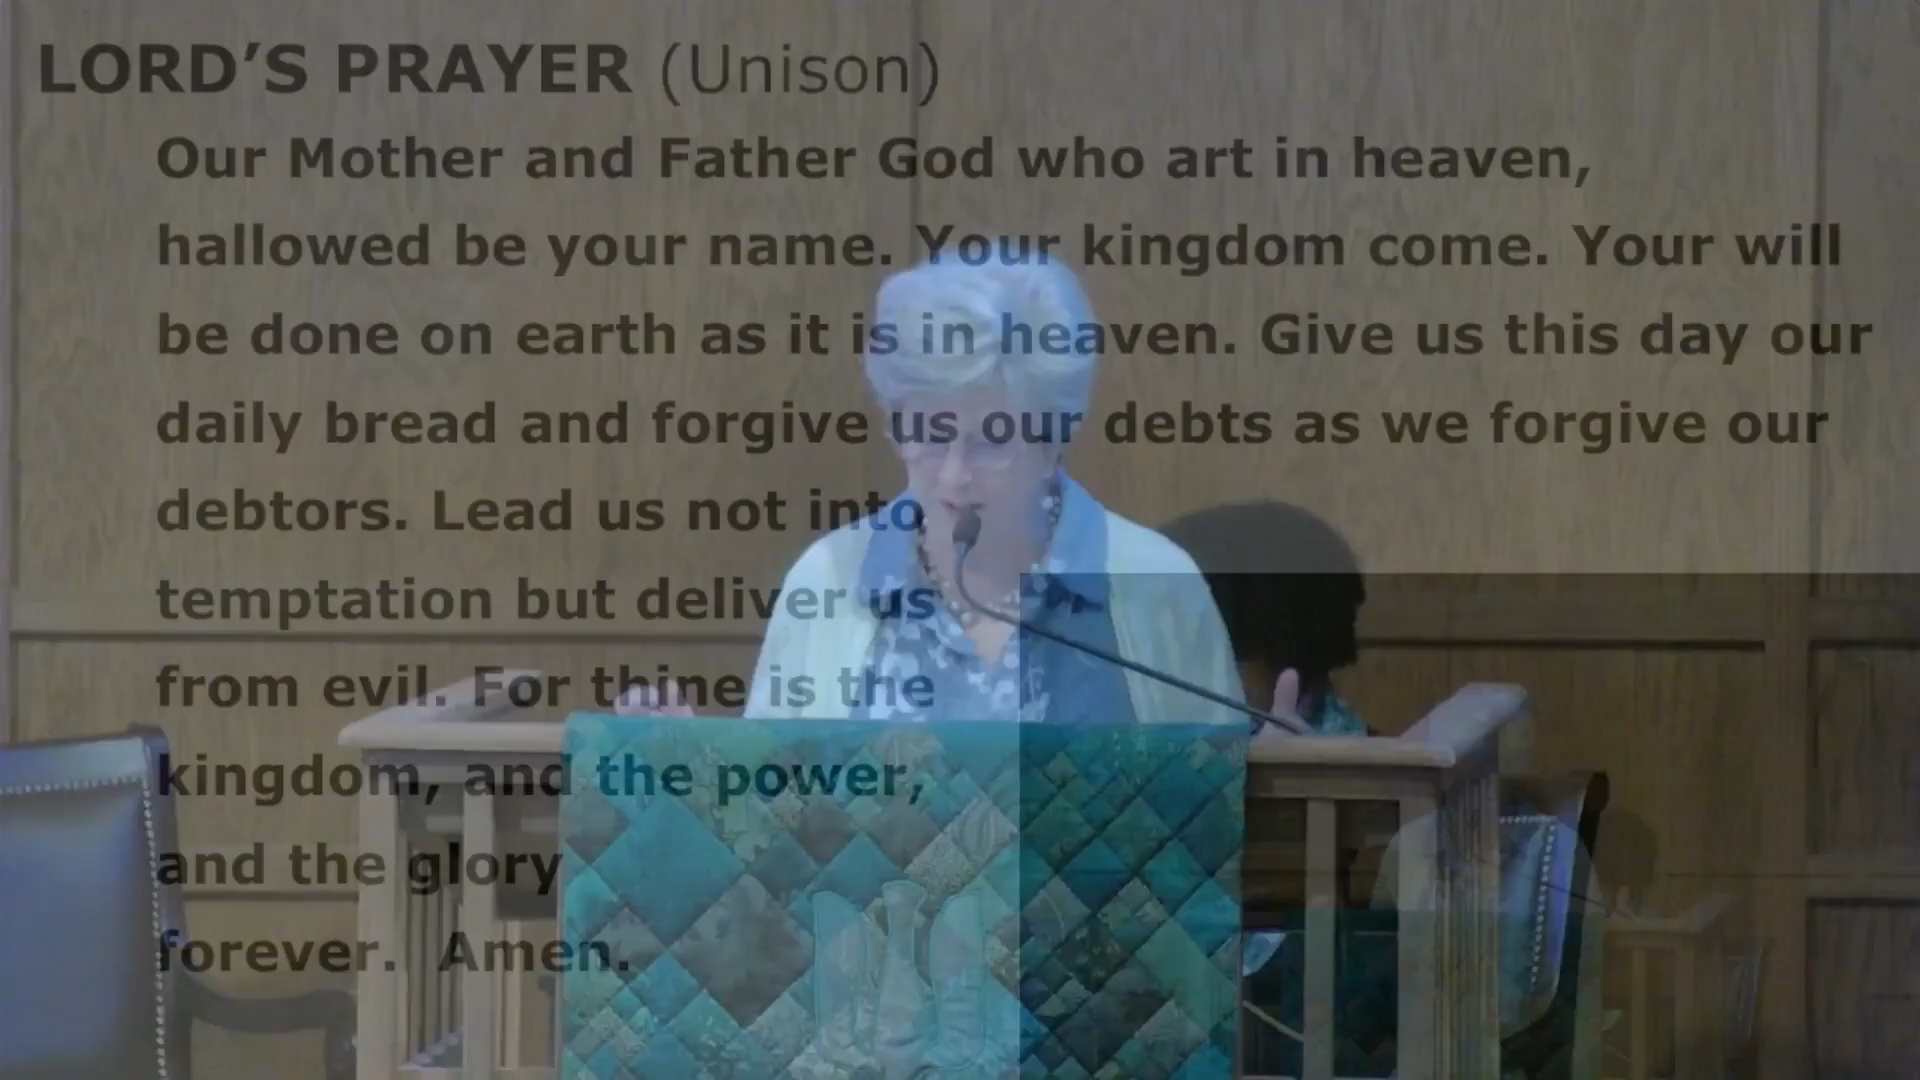 LORD’S PRAYER (Unison)
Our Mother and Father God who art in heaven,
hallowed be your name. Your kingdom come. Your will
be done on earth as it is in heaven. Give us this day our
daily bread and forgive us our debts as we forgive our
debtors. Lead us not into
temptation but deliver us
from evil. For thine is the
kingdom, and the power,
and the glory
forever. Amen.